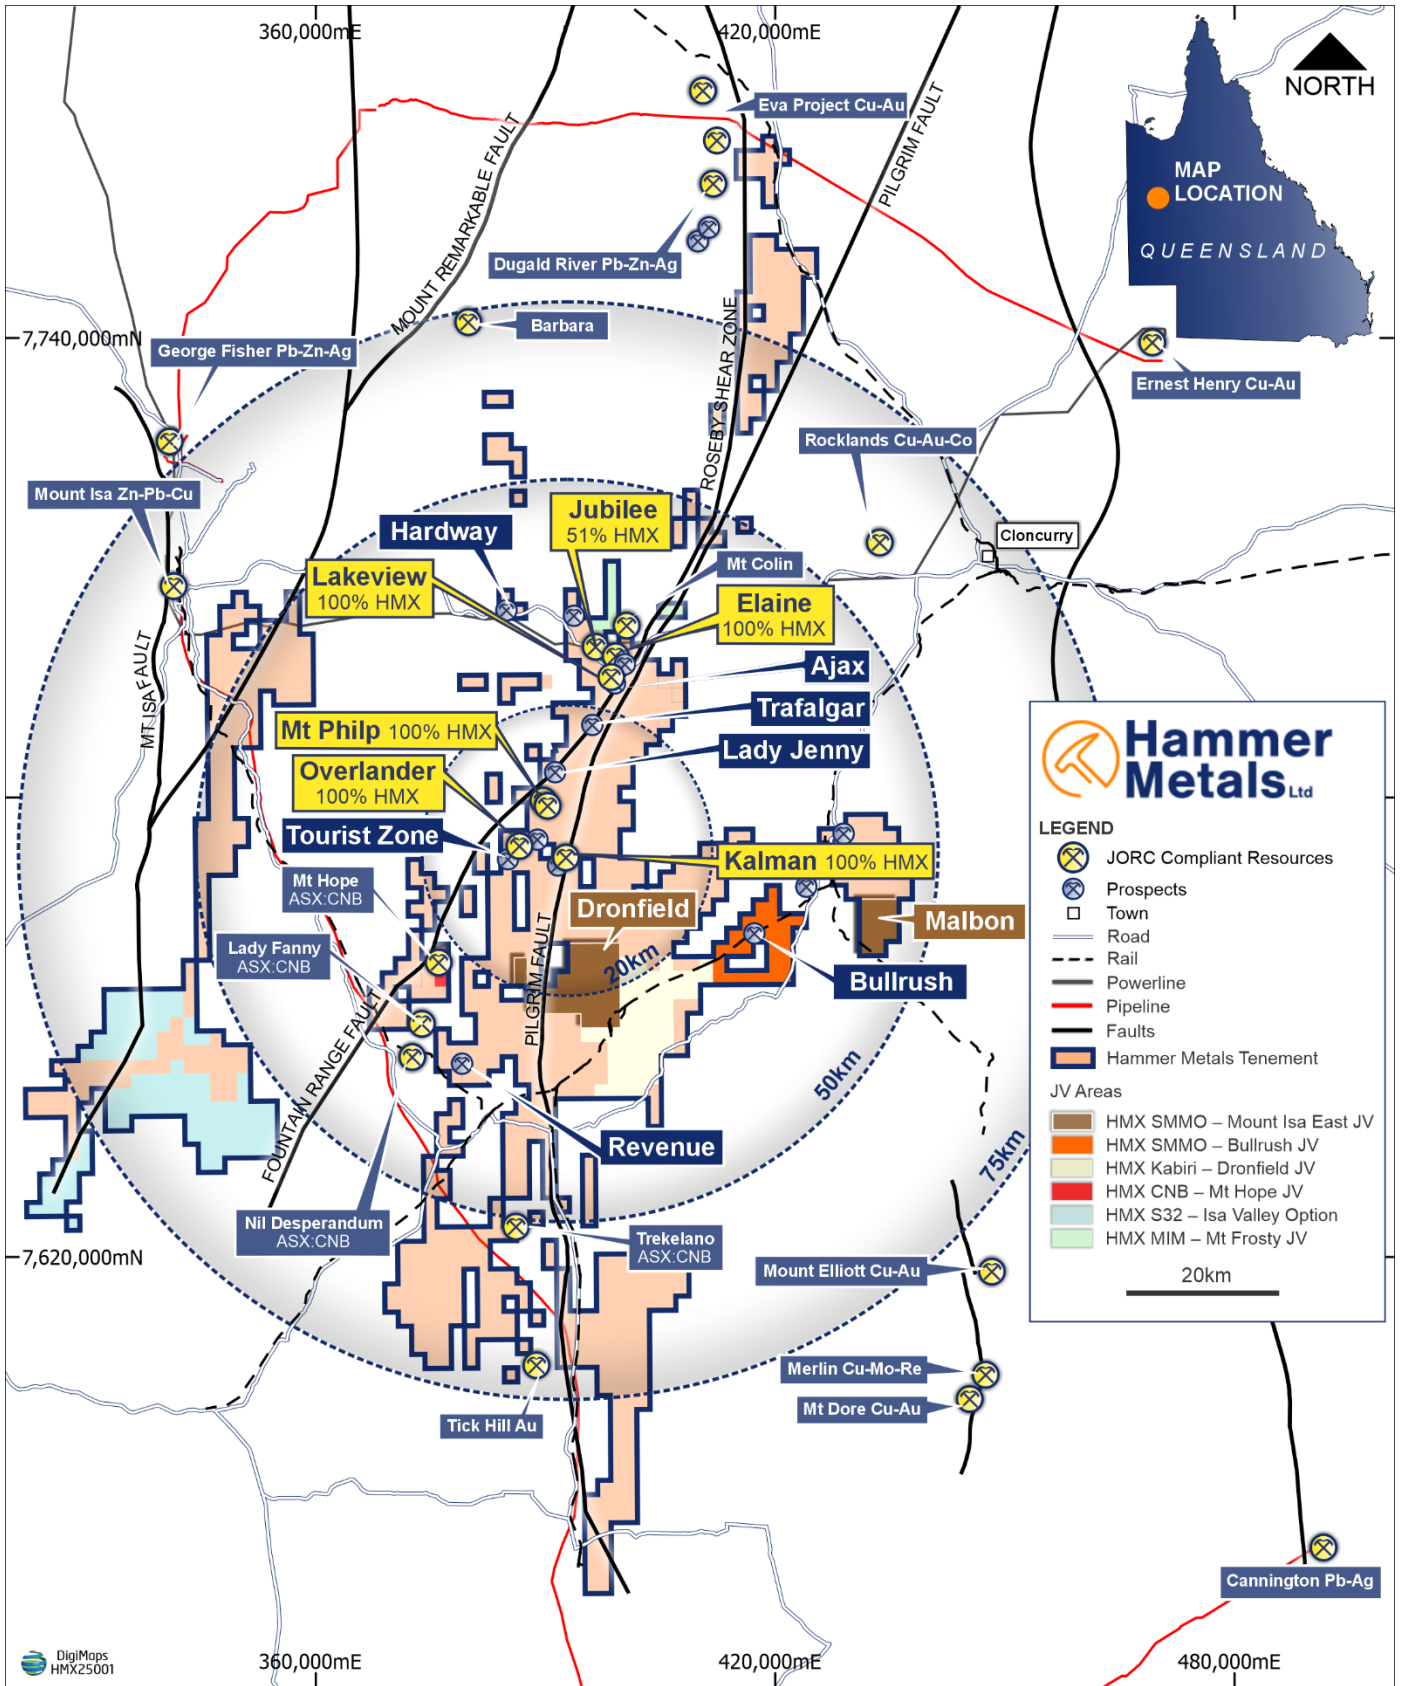 360,000mE
420,000mE
NORTH
Eva Project Cu-Au
MOUNT REMARKABLE FAULT
PILGRIM FAULT
MAP
LOCATION
QUEENSLAND
Dugald River Pb-Zn-Ag
7,740,000mN
Barbara
George Fisher Pb-Zn-Ag
ROSEBY SHEAR ZONE
Ernest Henry Cu-Au
Rocklands Cu-Au-Co
Mount Isa Zn-Pb-Cu
Jubilee
51% HMX
Hardway
Cloncurry
Mt Colin
Lakeview
100% HMX
Elaine
100% HMX
MT ISA FAULT
Ajax
Trafalgar
Mt Philp 100% HMX
Lady Jenny
Overlander
100% HMX
Tourist Zone
Kalman 100% HMX
Mt Hope
ASX:CNB
Dronfield
Malbon
Lady Fanny
ASX:CNB
20km
Bullrush
PILGRIM FAULT
FOUNTAIN RANGE FAULT
50km
Revenue
75km
Nil Desperandum
ASX:CNB
Trekelano
ASX:CNB
7,620,000mN
Mount Elliott Cu-Au
Merlin Cu-Mo-Re
Mt Dore Cu-Au
Tick Hill Au
Cannington Pb-Ag
Hammer
Metals Ltd
LEGEND
JORC Compliant Resources
Prospects
Town
Road
Rail
Powerline
Pipeline
Faults
Hammer Metals Tenement
JV Areas
HMX SMMO – Mount Isa East JV
HMX SMMO – Bullrush JV
HMX Kabiri – Dronfield JV
HMX CNB – Mt Hope JV
HMX S32 – Isa Valley Option
HMX MIM – Mt Frosty JV
20km
DigiMaps
HMX25001
360,000mE
420,000mE
480,000mE